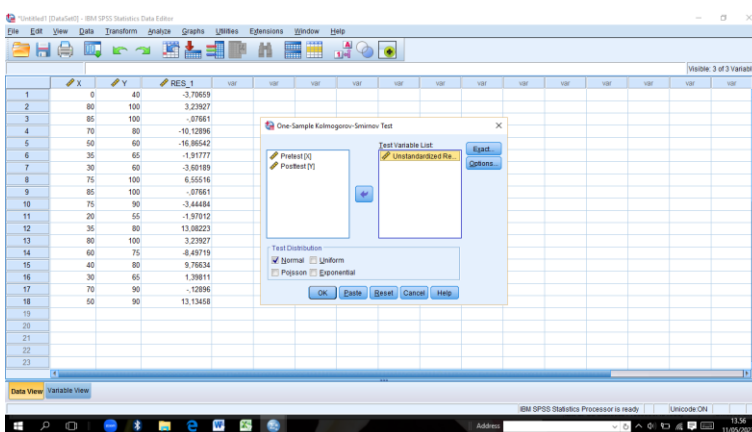 *Untitled1 [DataSet0] - IBM SPSS Statistics Data Editor
File Edit View Data Transform Analyze Graphs Utilities Extensions Window Help
Visible: 3 of 3 Variabl
X Y RES_1 var var var var var var var var var var var
1 0 40 -3,70659
2 80 100 3,23927
3 85 100 -,07661
4 70 80 -10,12896
5 50 60 -16,86542
6 35 65 -1,91777
7 30 60 -3,60189
8 75 100 6,55516
9 85 100 -,07661
10 75 90 -3,44484
11 20 55 -1,97012
12 35 80 13,08223
13 80 100 3,23927
14 60 75 -8,49719
15 40 80 9,76634
16 30 65 1,39811
17 70 90 -,12896
18 50 90 13,13458
19
20
21
22
23
One-Sample Kolmogorov-Smirnov Test
Test Variable List:
Pretest [X]
Posttest [Y]
Unstandardized Re...
Exact...
Options...
Test Distribution
Normal Uniform
Poisson Exponential
OK Paste Reset Cancel Help
Data View Variable View
IBM SPSS Statistics Processor is ready Unicode:ON
Address
13.56